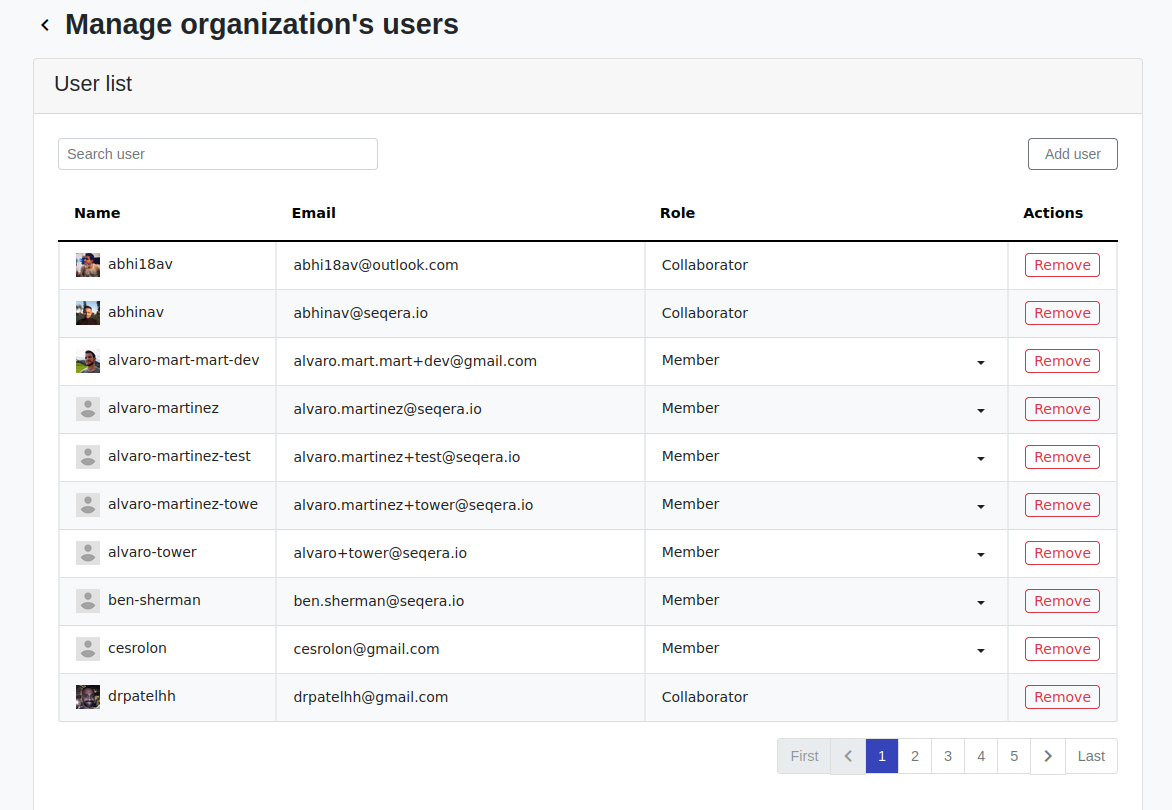 Manage organization's users
User list
Search user
Add user
Name Email Role Actions
abhi18av abhi18av@outlook.com Collaborator Remove
abhinav abhinav@seqera.io Collaborator Remove
alvaro-mart-mart-dev alvaro.mart.mart+dev@gmail.com Member Remove
alvaro-martinez alvaro.martinez@seqera.io Member Remove
alvaro-martinez-test alvaro.martinez+test@seqera.io Member Remove
alvaro-martinez-towe alvaro.martinez+tower@seqera.io Member Remove
alvaro-tower alvaro+tower@seqera.io Member Remove
ben-sherman ben.sherman@seqera.io Member Remove
cesrolon cesrolon@gmail.com Member Remove
drpatelhh drpatelhh@gmail.com Collaborator Remove
First 1 2 3 4 5 Last